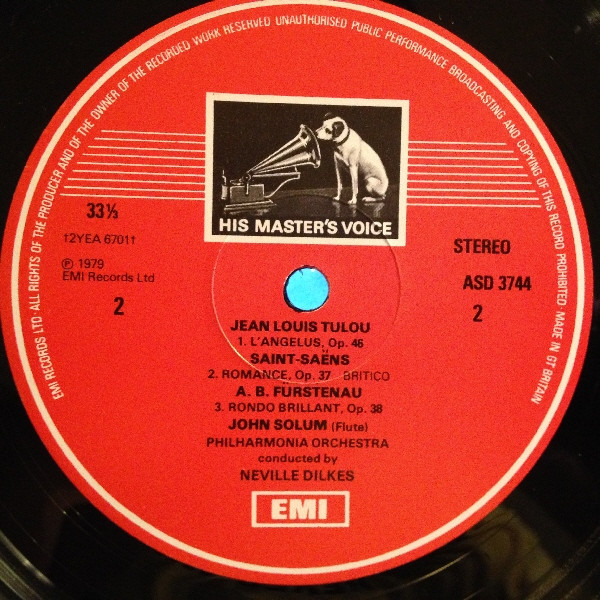 EMI RECORDS LTD · ALL RIGHTS OF THE PRODUCER AND OF THE OWNER OF THE RECORDED WORK RESERVED UNAUTHORISED PUBLIC PERFORMANCE BROADCASTING AND COPYING OF THIS RECORD PROHIBITED. MADE IN GT BRITAIN
HIS MASTER'S VOICE
33⅓
†2YEA 6701†
℗ 1979
EMI Records Ltd
2
STEREO
ASD 3744
2
JEAN LOUIS TULOU
1. L'ANGELUS, Op. 46
SAINT-SAËNS
2. ROMANCE, Op. 37 BRITICO
A. B. FURSTENAU
3. RONDO BRILLANT, Op. 38
JOHN SOLUM (Flute)
PHILHARMONIA ORCHESTRA
conducted by
NEVILLE DILKES
EMI